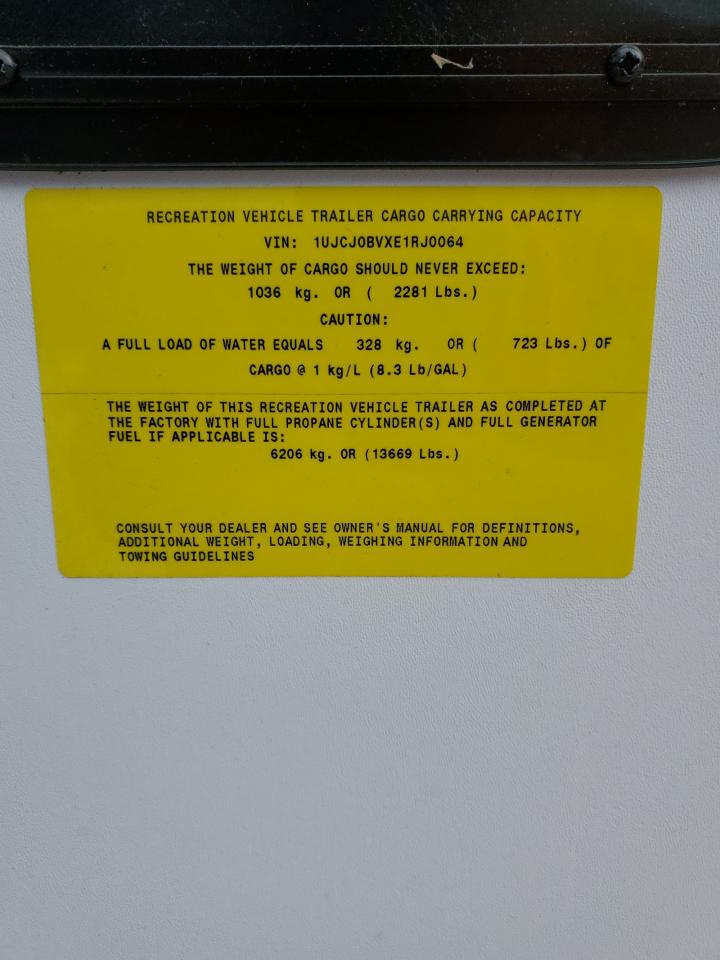 RECREATION VEHICLE TRAILER CARGO CARRYING CAPACITY
VIN: 1UJCJ0BVXE1RJ0064
THE WEIGHT OF CARGO SHOULD NEVER EXCEED:
1036 kg. OR ( 2281 Lbs.)
CAUTION:
A FULL LOAD OF WATER EQUALS 328 kg. OR ( 723 Lbs.) OF
CARGO @ 1 kg/L (8.3 Lb/GAL)
THE WEIGHT OF THIS RECREATION VEHICLE TRAILER AS COMPLETED AT
THE FACTORY WITH FULL PROPANE CYLINDER(S) AND FULL GENERATOR
FUEL IF APPLICABLE IS:
6206 kg. OR (13669 Lbs.)
CONSULT YOUR DEALER AND SEE OWNER'S MANUAL FOR DEFINITIONS,
ADDITIONAL WEIGHT, LOADING, WEIGHING INFORMATION AND
TOWING GUIDELINES